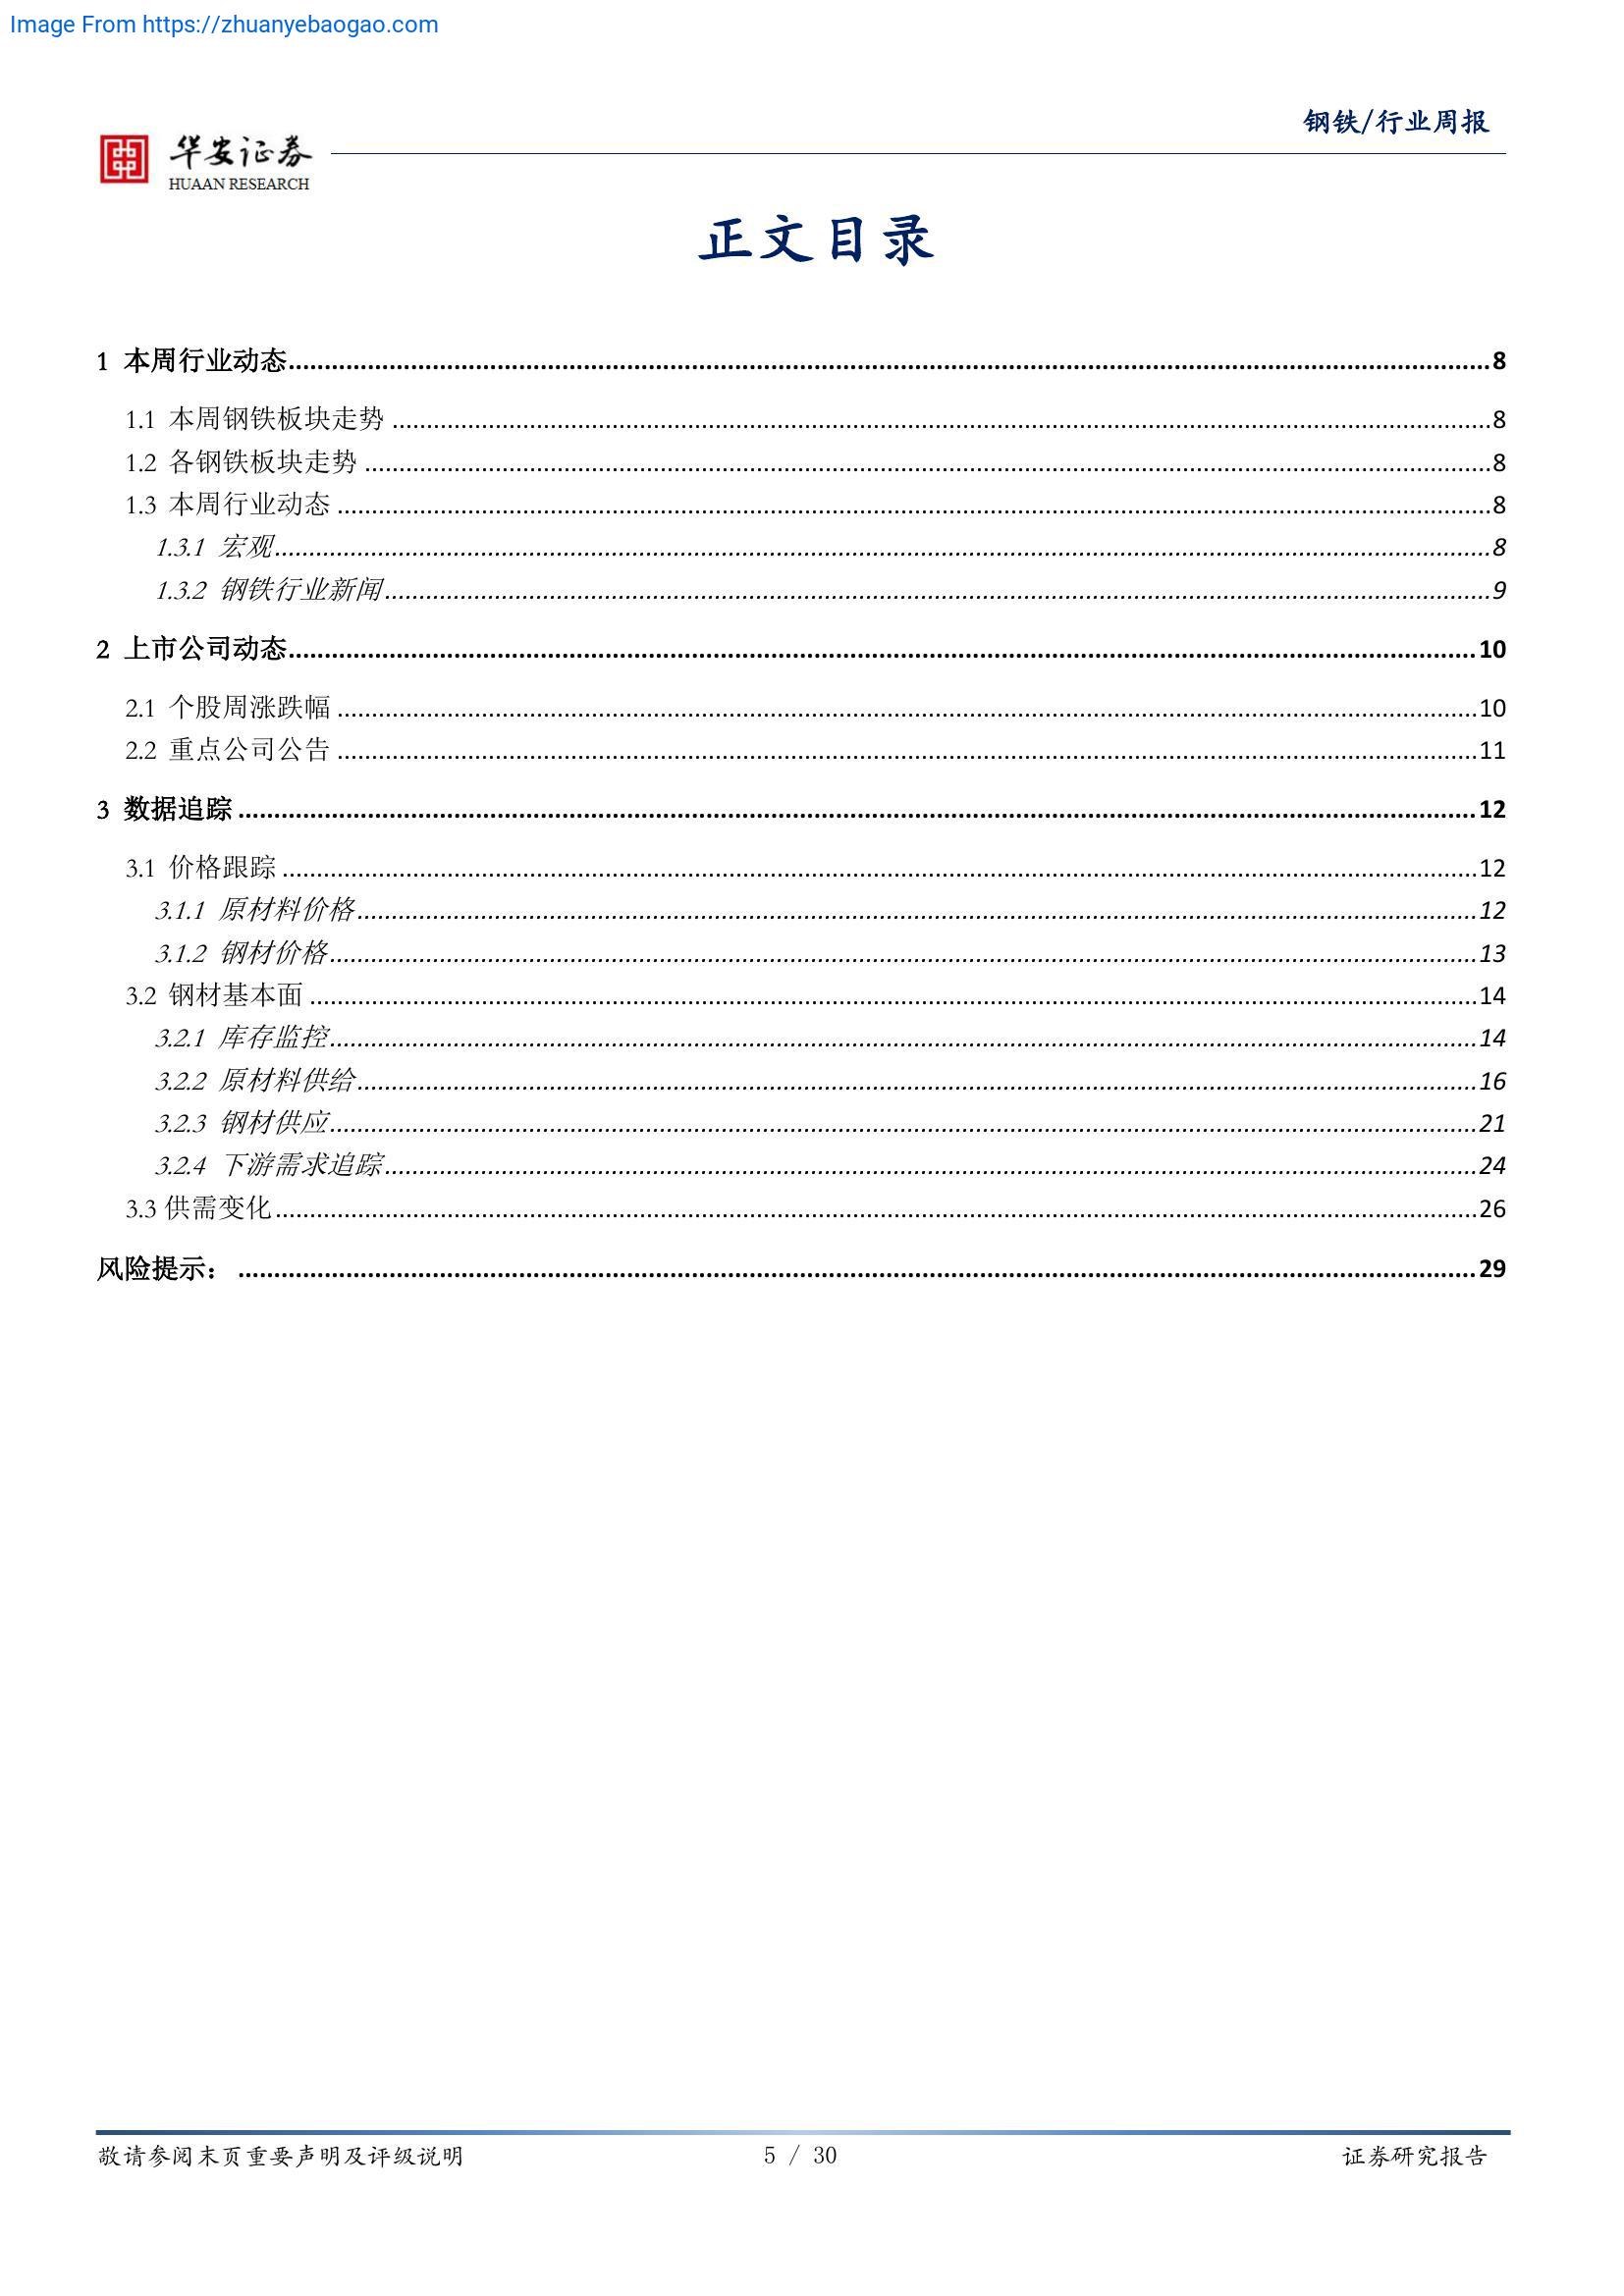 Image From https://zhuanyebaogao.com
钢铁/行业周报
华安证券
HUAAN RESEARCH
正文目录
1 本周行业动态........................................8
1.1 本周钢铁板块走势........................................8
1.2 各钢铁板块走势........................................8
1.3 本周行业动态........................................8
1.3.1 宏观........................................8
1.3.2 钢铁行业新闻........................................9
2 上市公司动态........................................10
2.1 个股周涨跌幅........................................10
2.2 重点公司公告........................................11
3 数据追踪........................................12
3.1 价格跟踪........................................12
3.1.1 原材料价格........................................12
3.1.2 钢材价格........................................13
3.2 钢材基本面........................................14
3.2.1 库存监控........................................14
3.2.2 原材料供给........................................16
3.2.3 钢材供应........................................21
3.2.4 下游需求追踪........................................24
3.3供需变化........................................26
风险提示：........................................29
敬请参阅末页重要声明及评级说明 5 / 30 证券研究报告